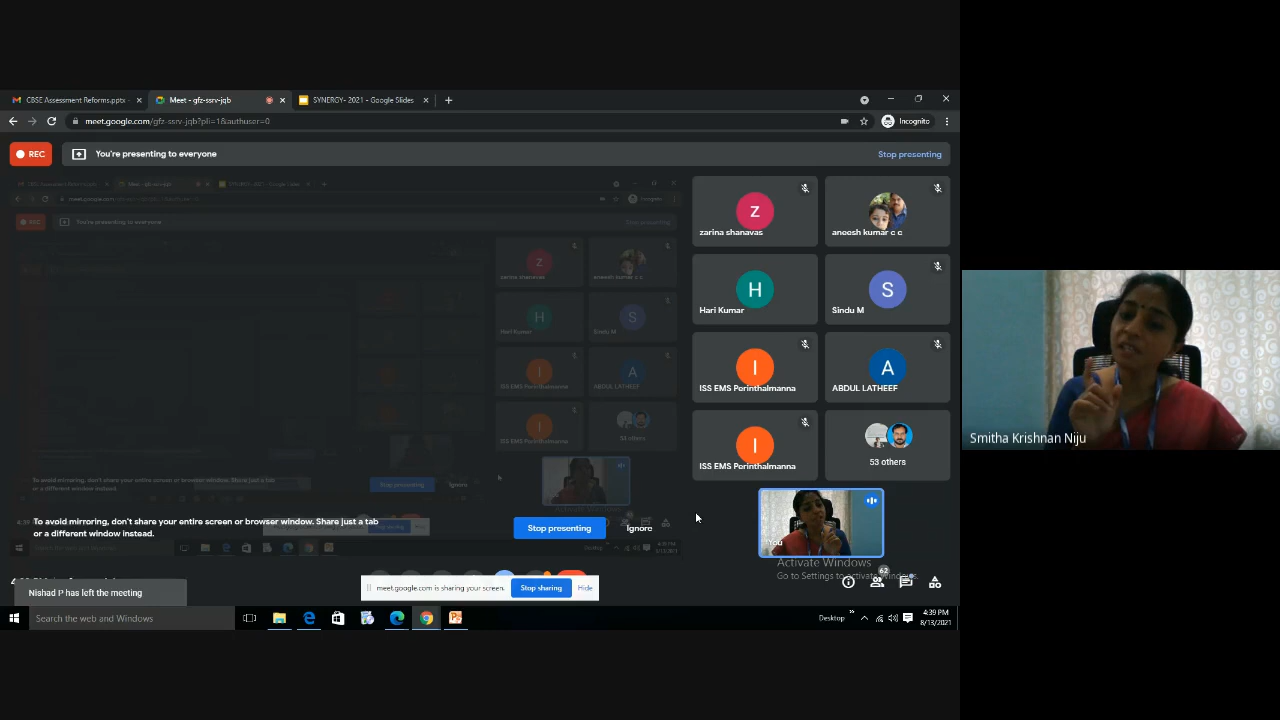 CBSE Assessment Reforms.pptx -
Meet - gfz-ssrv-jqb
SYNERGY- 2021 - Google Slides
meet.google.com/gfz-ssrv-jqb?pli=1&authuser=0
Incognito
REC
You're presenting to everyone
Stop presenting
zarina shanavas
aneesh kumar c c
Hari Kumar
Sindu M
ISS EMS Perinthalmanna
ABDUL LATHEEF
ISS EMS Perinthalmanna
53 others
Smitha Krishnan Niju
To avoid mirroring, don't share your entire screen or browser window. Share just a tab
or a different window instead.
Stop presenting
Ignore
You
Activate Windows
Go to Settings to activate Windows.
62
Nishad P has left the meeting
meet.google.com is sharing your screen.
Stop sharing
Hide
Search the web and Windows
Desktop
4:39 PM
8/13/2021